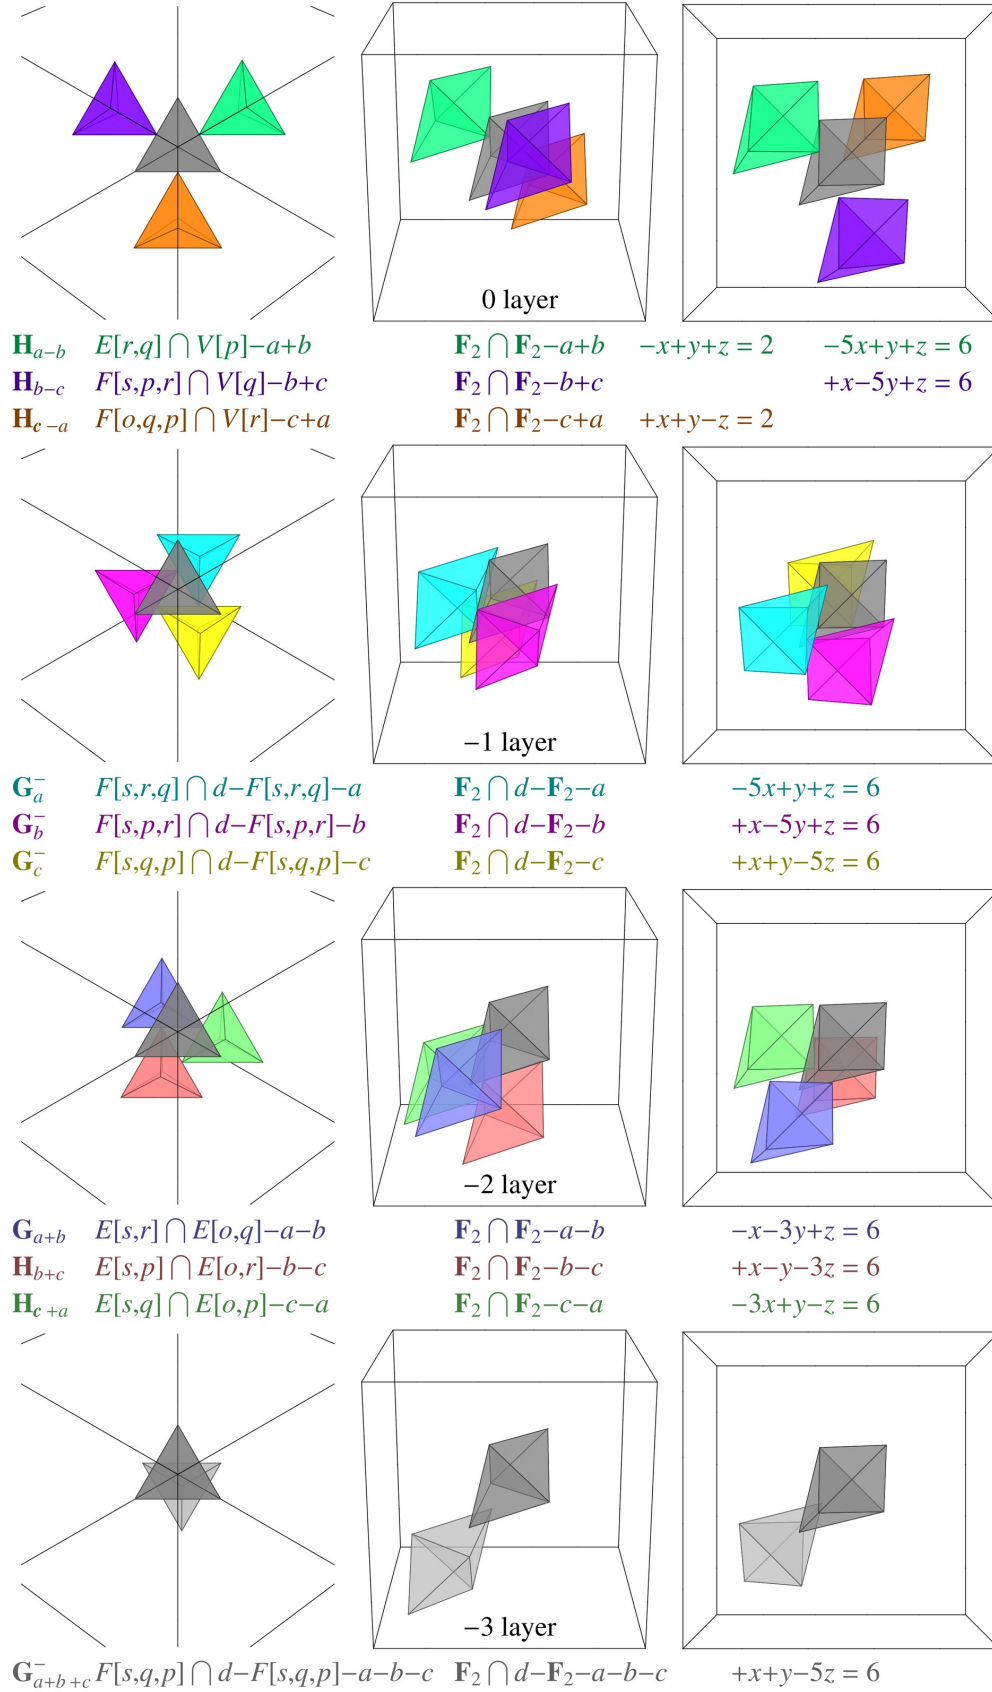 0 layer
H_{a−b} E[r,q]⋂V[p]−a+b F₂⋂F₂−a+b −x+y+z = 2 −5x+y+z = 6
H_{b−c} F[s,p,r]⋂V[q]−b+c F₂⋂F₂−b+c +x−5y+z = 6
H_{c−a} F[o,q,p]⋂V[r]−c+a F₂⋂F₂−c+a +x+y−z = 2
−1 layer
G_a^− F[s,r,q]⋂d−F[s,r,q]−a F₂⋂d−F₂−a −5x+y+z = 6
G_b^− F[s,p,r]⋂d−F[s,p,r]−b F₂⋂d−F₂−b +x−5y+z = 6
G_c^− F[s,q,p]⋂d−F[s,q,p]−c F₂⋂d−F₂−c +x+y−5z = 6
−2 layer
G_{a+b} E[s,r]⋂E[o,q]−a−b F₂⋂F₂−a−b −x−3y+z = 6
H_{b+c} E[s,p]⋂E[o,r]−b−c F₂⋂F₂−b−c +x−y−3z = 6
H_{c+a} E[s,q]⋂E[o,p]−c−a F₂⋂F₂−c−a −3x+y−z = 6
−3 layer
G_{a+b+c}^− F[s,q,p]⋂d−F[s,q,p]−a−b−c F₂⋂d−F₂−a−b−c +x+y−5z = 6